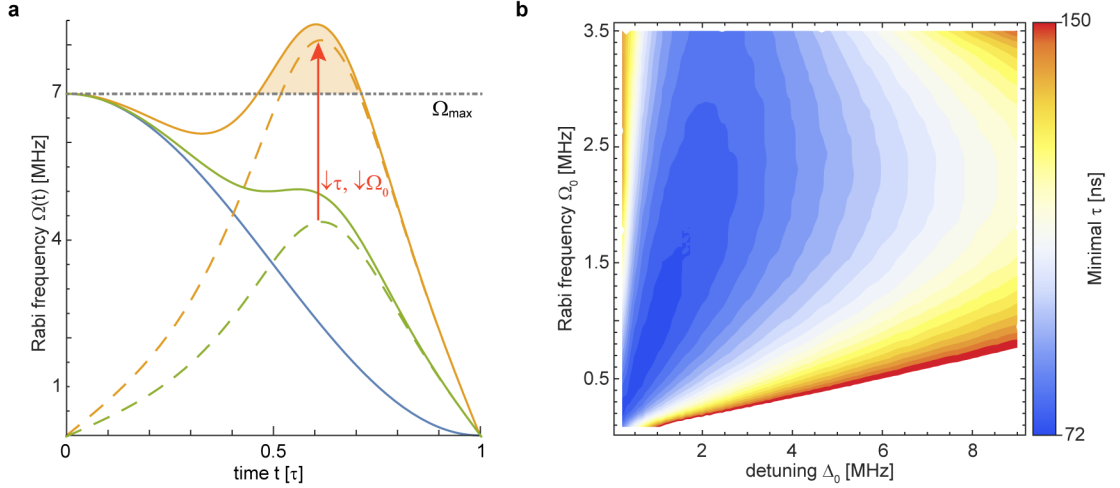 a
Rabi frequency Ω(t) [MHz]
7
4
1
Ωmax
↓τ, ↓Ω₀
0
0.5
1
time t [τ]
b
Rabi frequency Ω₀ [MHz]
3.5
2.5
1.5
0.5
2
4
6
8
detuning Δ₀ [MHz]
150
Minimal τ [ns]
72